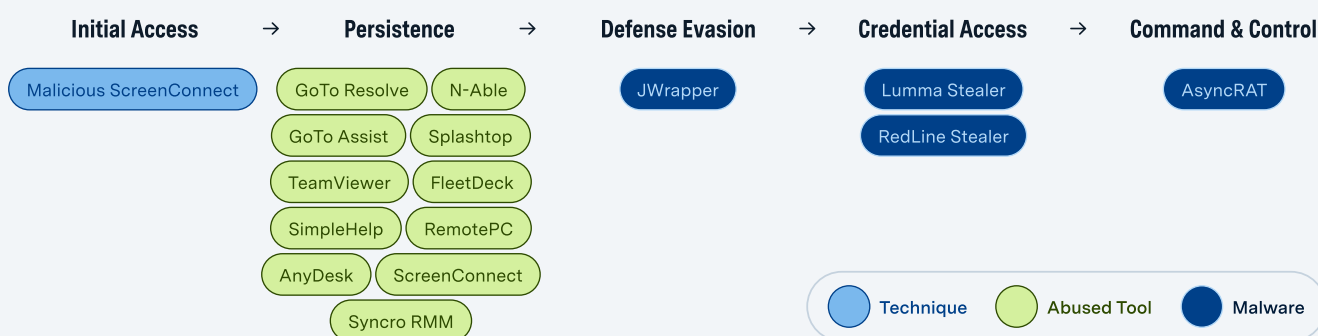 Initial Access → Persistence → Defense Evasion → Credential Access → Command & Control
Malicious ScreenConnect
GoTo Resolve N-Able
GoTo Assist Splashtop
TeamViewer FleetDeck
SimpleHelp RemotePC
AnyDesk ScreenConnect
Syncro RMM
JWrapper
Lumma Stealer
RedLine Stealer
AsyncRAT
Technique Abused Tool Malware